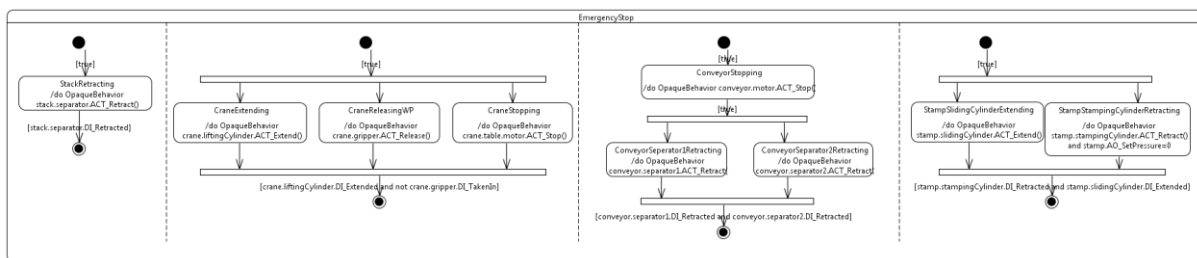 EmergencyStop
[true]
StackRetracting
/do OpaqueBehavior
stack.separator.ACT_Retract()
[stack.separator.DI_Retracted]
[true]
CraneExtending
/do OpaqueBehavior
crane.liftingCylinder.ACT_Extend()
CraneReleasingWP
/do OpaqueBehavior
crane.gripper.ACT_Release()
CraneStopping
/do OpaqueBehavior
crane.table.motor.ACT_Stop()
[crane.liftingCylinder.DI_Extended and not crane.gripper.DI_TakenIn]
[true]
ConveyorStopping
/do OpaqueBehavior conveyor.motor.ACT_Stop()
[true]
ConveyorSeperator1Retracting
/do OpaqueBehavior
conveyor.separator1.ACT_Retract()
ConveyorSeparator2Retracting
/do OpaqueBehavior
conveyor.separator2.ACT_Retract()
[conveyor.separator1.DI_Retracted and conveyor.separator2.DI_Retracted]
[true]
StampSlidingCylinderExtending
/do OpaqueBehavior
stamp.slidingCylinder.ACT_Extend()
StampStampingCylinderRetracting
/do OpaqueBehavior
stamp.stampingCylinder.ACT_Retract()
and stamp.AO_SetPressure=0
[stamp.stampingCylinder.DI_Retracted and stamp.slidingCylinder.DI_Extended]